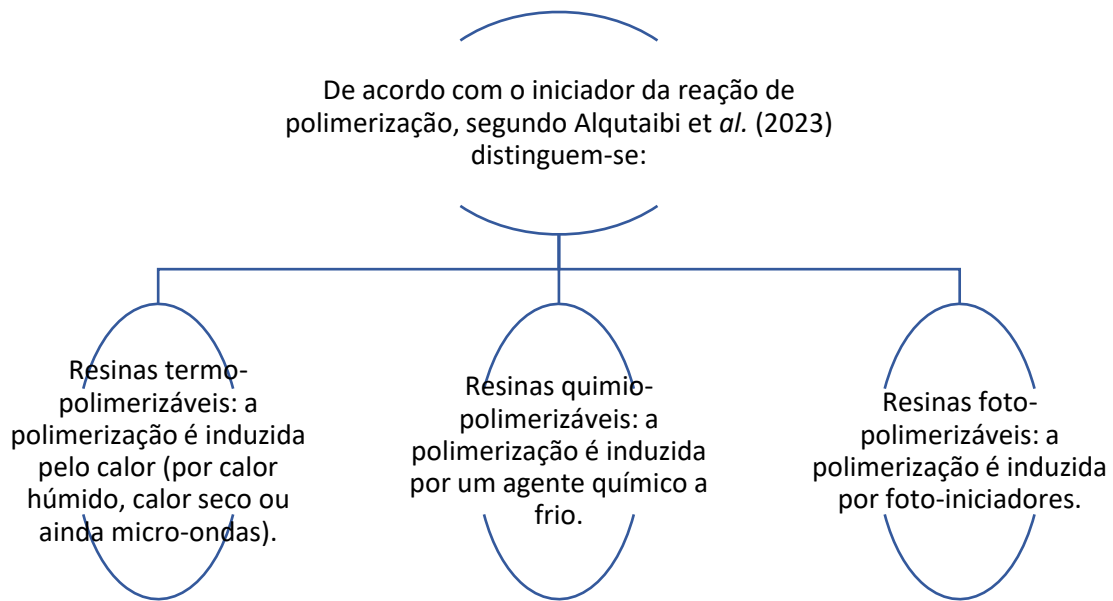 De acordo com o iniciador da reação de
polimerização, segundo Alqutaibi et al. (2023)
distinguem-se:
Resinas termo-
polimerizáveis: a
polimerização é induzida
pelo calor (por calor
húmido, calor seco ou
ainda micro-ondas).
Resinas quimio-
polimerizáveis: a
polimerização é induzida
por um agente químico a
frio.
Resinas foto-
polimerizáveis: a
polimerização é induzida
por foto-iniciadores.